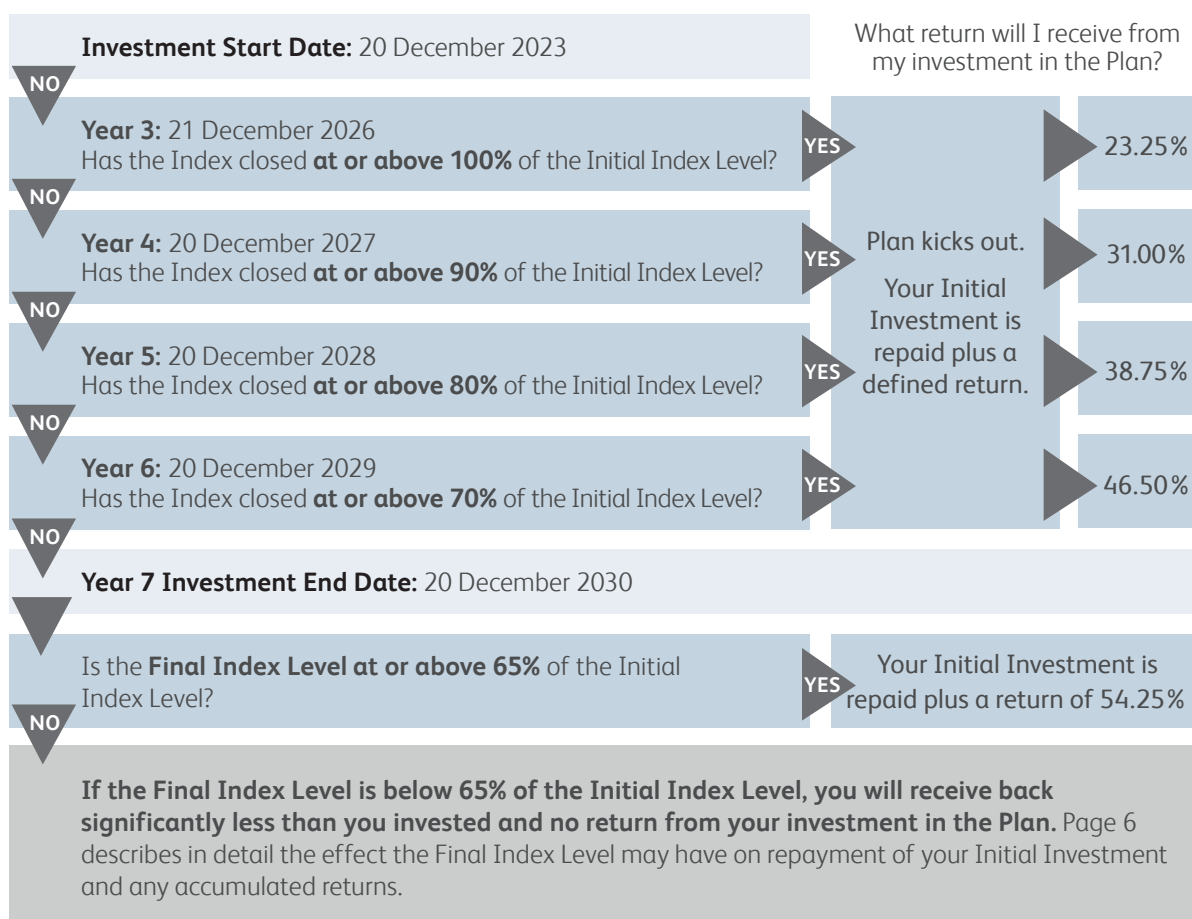 Investment Start Date: 20 December 2023
What return will I receive from
my investment in the Plan?
NO
Year 3: 21 December 2026
Has the Index closed at or above 100% of the Initial Index Level?
YES
23.25%
NO
Year 4: 20 December 2027
Has the Index closed at or above 90% of the Initial Index Level?
YES
31.00%
NO
Year 5: 20 December 2028
Has the Index closed at or above 80% of the Initial Index Level?
YES
38.75%
NO
Year 6: 20 December 2029
Has the Index closed at or above 70% of the Initial Index Level?
YES
46.50%
Plan kicks out.
Your Initial
Investment is
repaid plus a
defined return.
NO
Year 7 Investment End Date: 20 December 2030
Is the Final Index Level at or above 65% of the Initial
Index Level?
YES
Your Initial Investment is
repaid plus a return of 54.25%
NO
If the Final Index Level is below 65% of the Initial Index Level, you will receive back
significantly less than you invested and no return from your investment in the Plan. Page 6
describes in detail the effect the Final Index Level may have on repayment of your Initial Investment
and any accumulated returns.